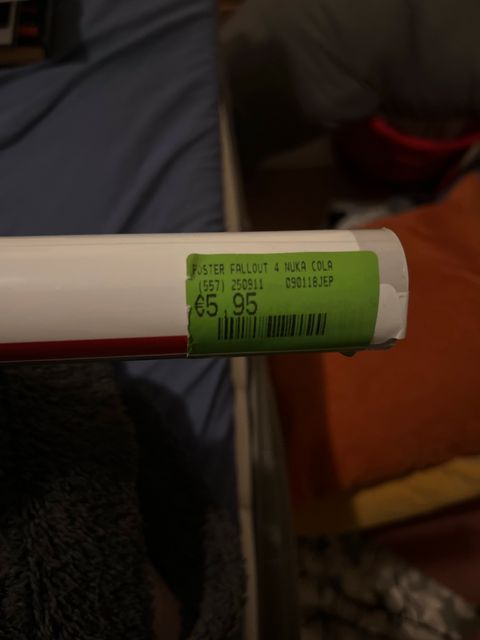 POSTER FALLOUT 4 NUKA COLA
(557) 250911 090118JEP
€5,95